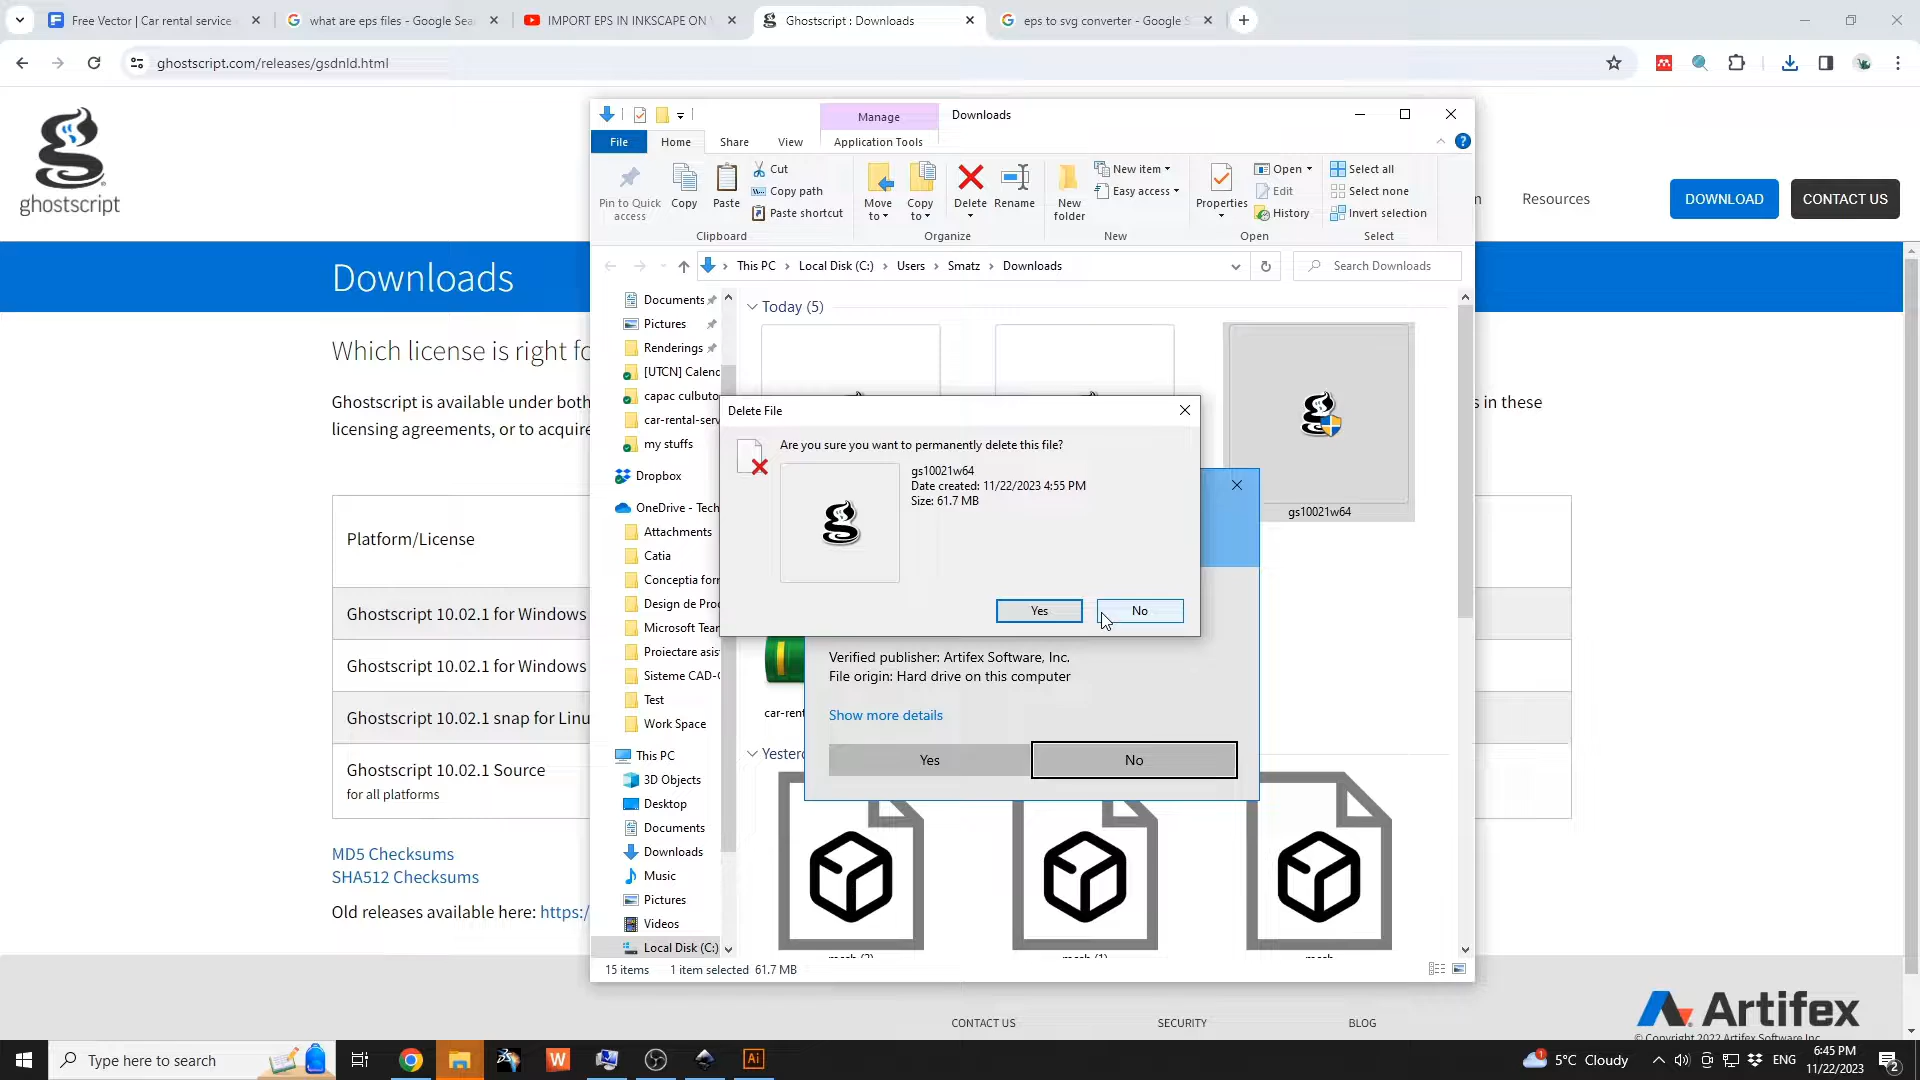 Free Vector | Car rental service
what are eps files - Google Sea
IMPORT EPS IN INKSCAPE ON
Ghostscript : Downloads
eps to svg converter - Google S
ghostscript.com/releases/gsdnld.html
ghostscript
Resources
DOWNLOAD
CONTACT US
Downloads
Which license is right fo
Ghostscript is available under both
s in these
licensing agreements, or to acquire
Platform/License
Ghostscript 10.02.1 for Windows
Ghostscript 10.02.1 for Windows
Ghostscript 10.02.1 snap for Linu
Ghostscript 10.02.1 Source
for all platforms
MD5 Checksums
SHA512 Checksums
Old releases available here: https:/
Manage
Downloads
File
Home
Share
View
Application Tools
Pin to Quick
access
Copy
Paste
Cut
Copy path
Paste shortcut
Clipboard
Move
to
Copy
to
Delete
Rename
Organize
New
folder
New item
Easy access
New
Properties
Open
Edit
History
Open
Select all
Select none
Invert selection
Select
This PC
Local Disk (C:)
Users
Smatz
Downloads
Search Downloads
Documents
Pictures
Renderings
[UTCN] Calend
capac culbuto
car-rental-serv
my stuffs
Dropbox
OneDrive - Tech
Attachments
Catia
Conceptia forn
Design de Pro
Microsoft Tear
Proiectare asis
Sisteme CAD-C
Test
Work Space
This PC
3D Objects
Desktop
Documents
Downloads
Music
Pictures
Videos
Local Disk (C:)
Today (5)
gs10021w64
car-rent
Yesterd
15 items
1 item selected 61.7 MB
Delete File
Are you sure you want to permanently delete this file?
gs10021w64
Date created: 11/22/2023 4:55 PM
Size: 61.7 MB
Yes
No
Verified publisher: Artifex Software, Inc.
File origin: Hard drive on this computer
Show more details
Yes
No
CONTACT US
SECURITY
BLOG
Artifex
© Copyright 2022 Artifex Software Inc.
Type here to search
W
Ai
5°C Cloudy
ENG
6:45 PM
11/22/2023
2